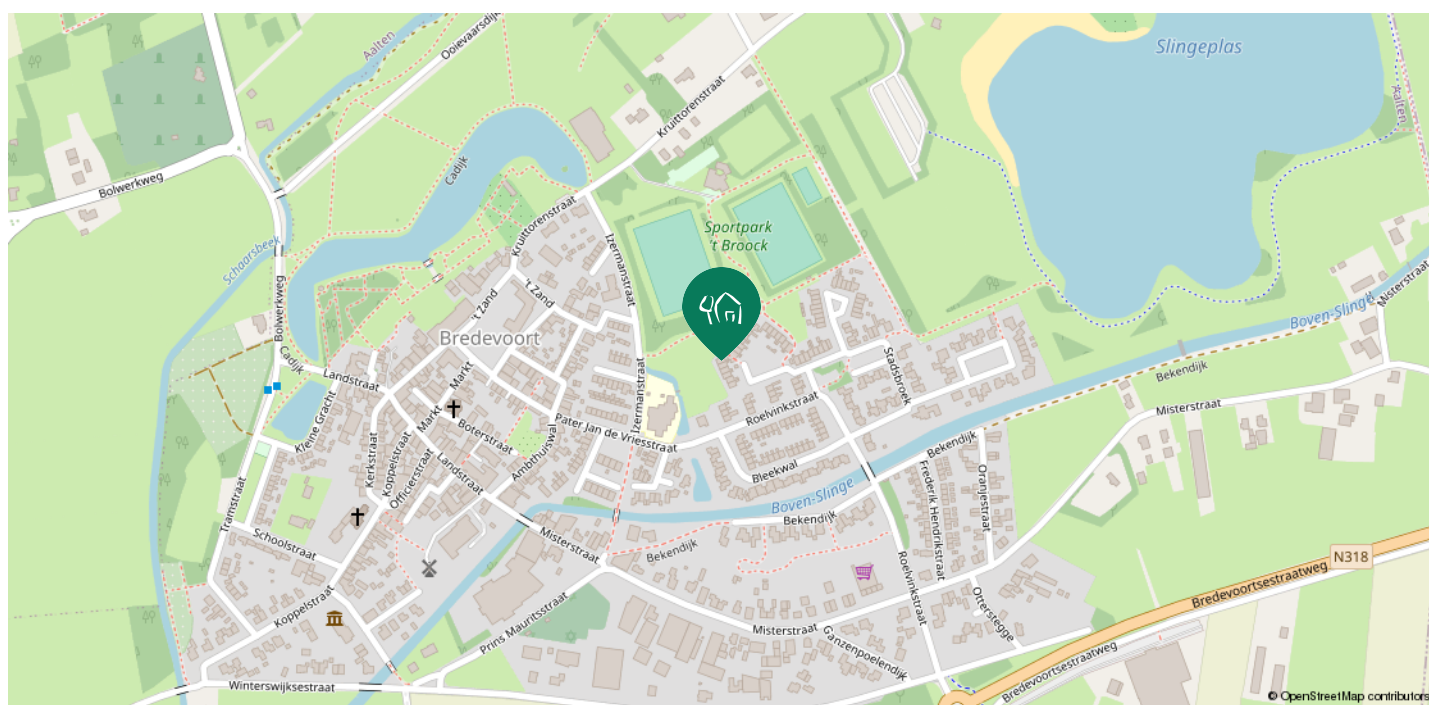 Slingeplas
Aalten
Ooievaarsdijk
Aalten
Kruittorenstraat
Bolwerkweg
Cadijk
Kruittorenstraat
Schaarsbeek
Izermanstraat
Sportpark
't Broock
Misterstraat
Bolwerkweg
't Zand
't Zand
Boven-Slinge
Bredevoort
Cadijk
Landstraat
Markt
Izermanstraat
Stadsbroek
Bekendijk
Kleine Gracht
Markt
Roelvinkstraat
Misterstraat
Kerkstraat
Koppelstraat
Boterstraat
Pater Jan de Vriesstraat
Ambthuiswal
Officierstraat
Landstraat
Bleekwal
Bekendijk
Boven-Slinge
Tramstraat
Bekendijk
Frederik Hendrikstraat
Oranjestraat
Schoolstraat
Misterstraat
Bekendijk
Roelvinkstraat
N318
Bredevoortsestraatweg
Koppelstraat
Prins Mauritsstraat
Otterstegge
Misterstraat
Ganzenpoelendijk
Bredevoortsestraatweg
Winterswijksestraat
© OpenStreetMap contributors